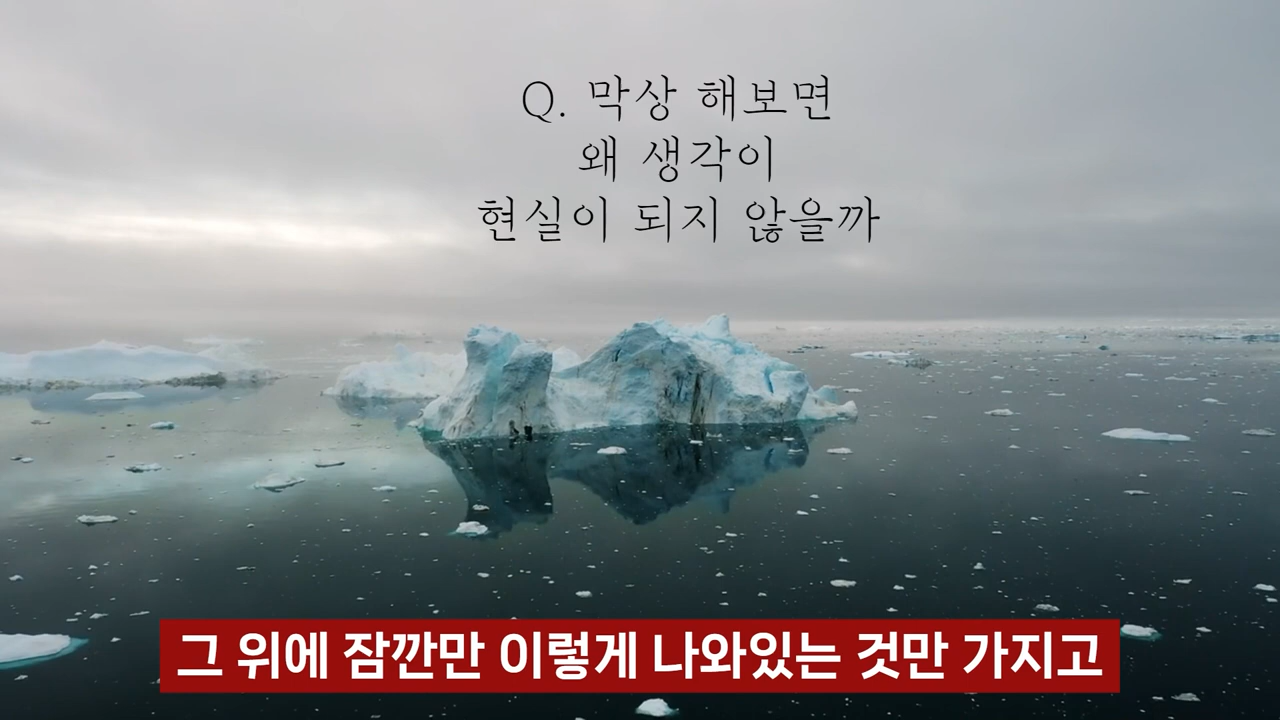 Q. 막상 해보면
왜 생각이
현실이 되지 않을까
그 위에 잠깐만 이렇게 나와있는 것만 가지고